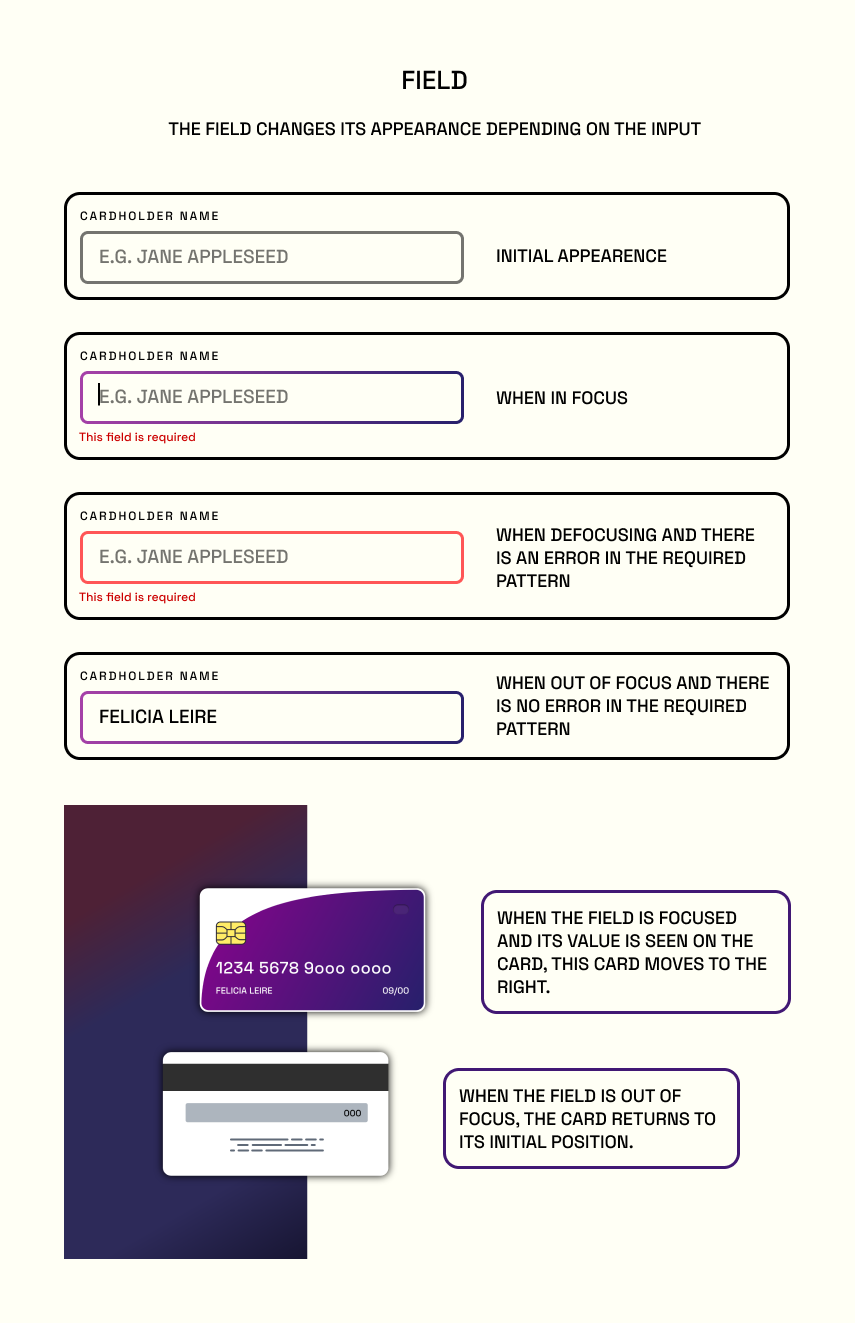 FIELD
THE FIELD CHANGES ITS APPEARANCE DEPENDING ON THE INPUT
CARDHOLDER NAME
E.G. JANE APPLESEED
INITIAL APPEARENCE
CARDHOLDER NAME
E.G. JANE APPLESEED
This field is required
WHEN IN FOCUS
CARDHOLDER NAME
E.G. JANE APPLESEED
This field is required
WHEN DEFOCUSING AND THERE
IS AN ERROR IN THE REQUIRED
PATTERN
CARDHOLDER NAME
FELICIA LEIRE
WHEN OUT OF FOCUS AND THERE
IS NO ERROR IN THE REQUIRED
PATTERN
1234 5678 9000 0000
FELICIA LEIRE 09/00
WHEN THE FIELD IS FOCUSED
AND ITS VALUE IS SEEN ON THE
CARD, THIS CARD MOVES TO THE
RIGHT.
000
WHEN THE FIELD IS OUT OF
FOCUS, THE CARD RETURNS TO
ITS INITIAL POSITION.